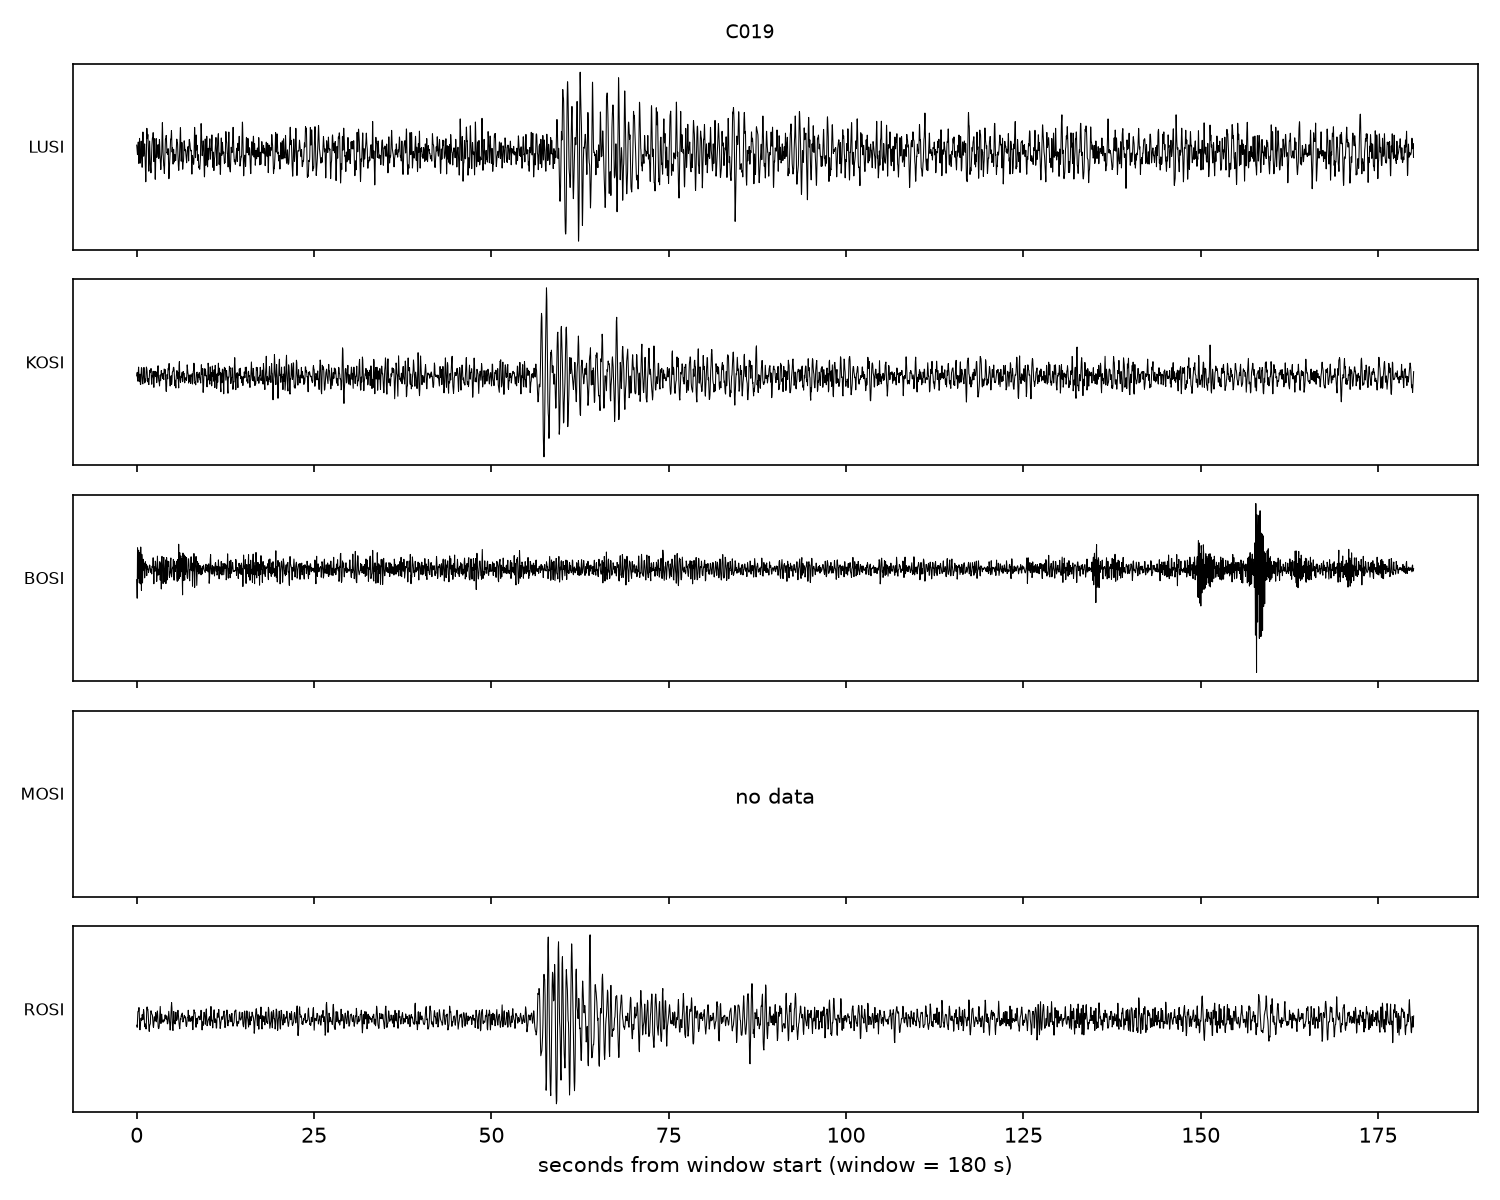 C019
LUSI
KOSI
BOSI
MOSI
no data
ROSI
0 25 50 75 100 125 150 175
seconds from window start (window = 180 s)